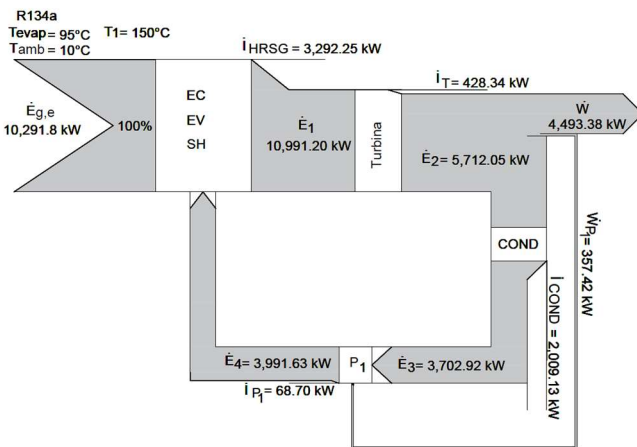 R134a
Tevap = 95°C T1 = 150°C
Tamb = 10°C
İHRSG = 3,292.25 kW
İT = 428.34 kW
Ėg,e
10,291.8 kW
100%
EC
EV
SH
Ė1
10,991.20 kW
Turbina
Ẇ
4,493.38 kW
Ė2 = 5,712.05 kW
COND
ẆP1 = 357.42 kW
İCOND = 2,009.13 kW
Ė4 = 3,991.63 kW
P1
Ė3 = 3,702.92 kW
İP1 = 68.70 kW